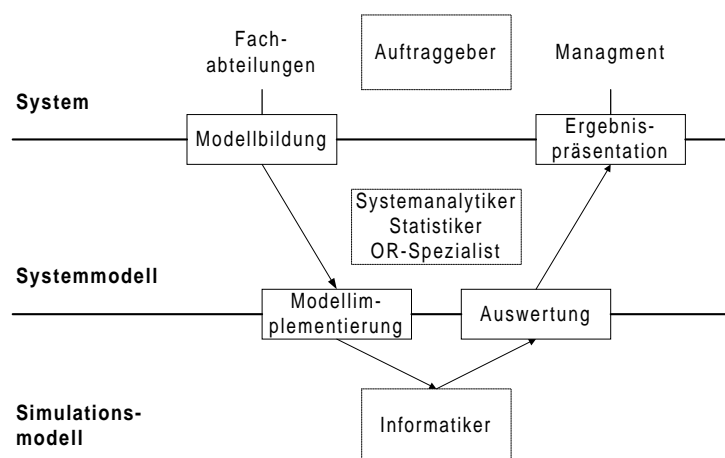 Fach-
abteilungen
Auftraggeber
Managment
System
Modellbildung
Ergebnis-
präsentation
Systemanalytiker
Statistiker
OR-Spezialist
Systemmodell
Modellim-
plementierung
Auswertung
Simulations-
modell
Informatiker